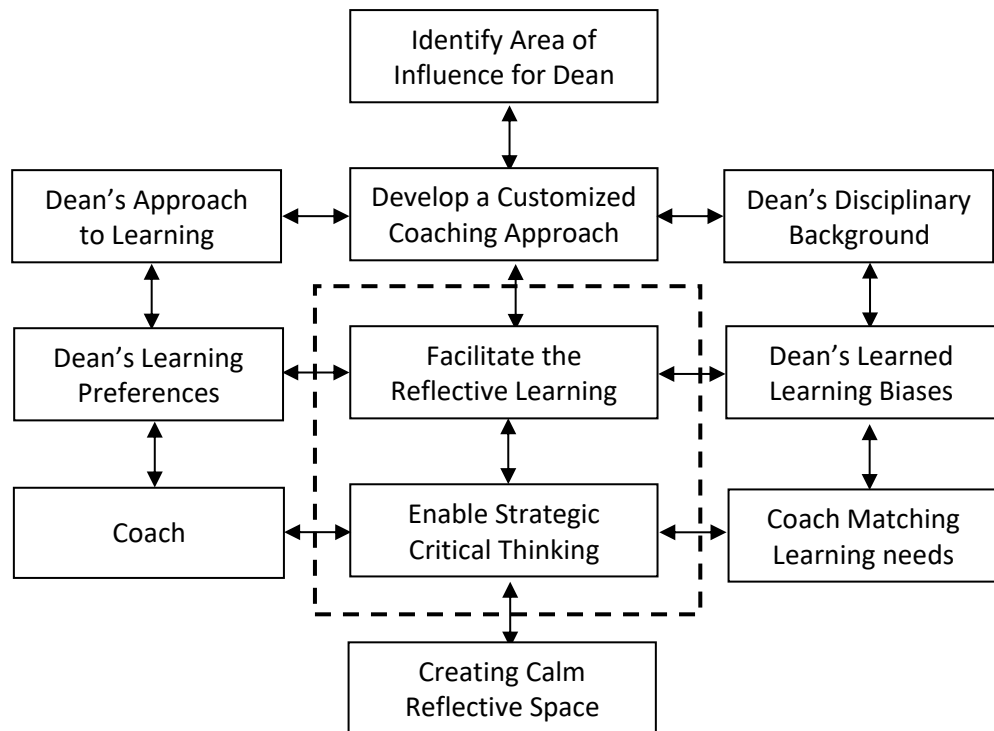 Identify Area of
Influence for Dean
Dean’s Approach
to Learning
Develop a Customized
Coaching Approach
Dean’s Disciplinary
Background
Dean’s Learning
Preferences
Facilitate the
Reflective Learning
Dean’s Learned
Learning Biases
Coach
Enable Strategic
Critical Thinking
Coach Matching
Learning needs
Creating Calm
Reflective Space